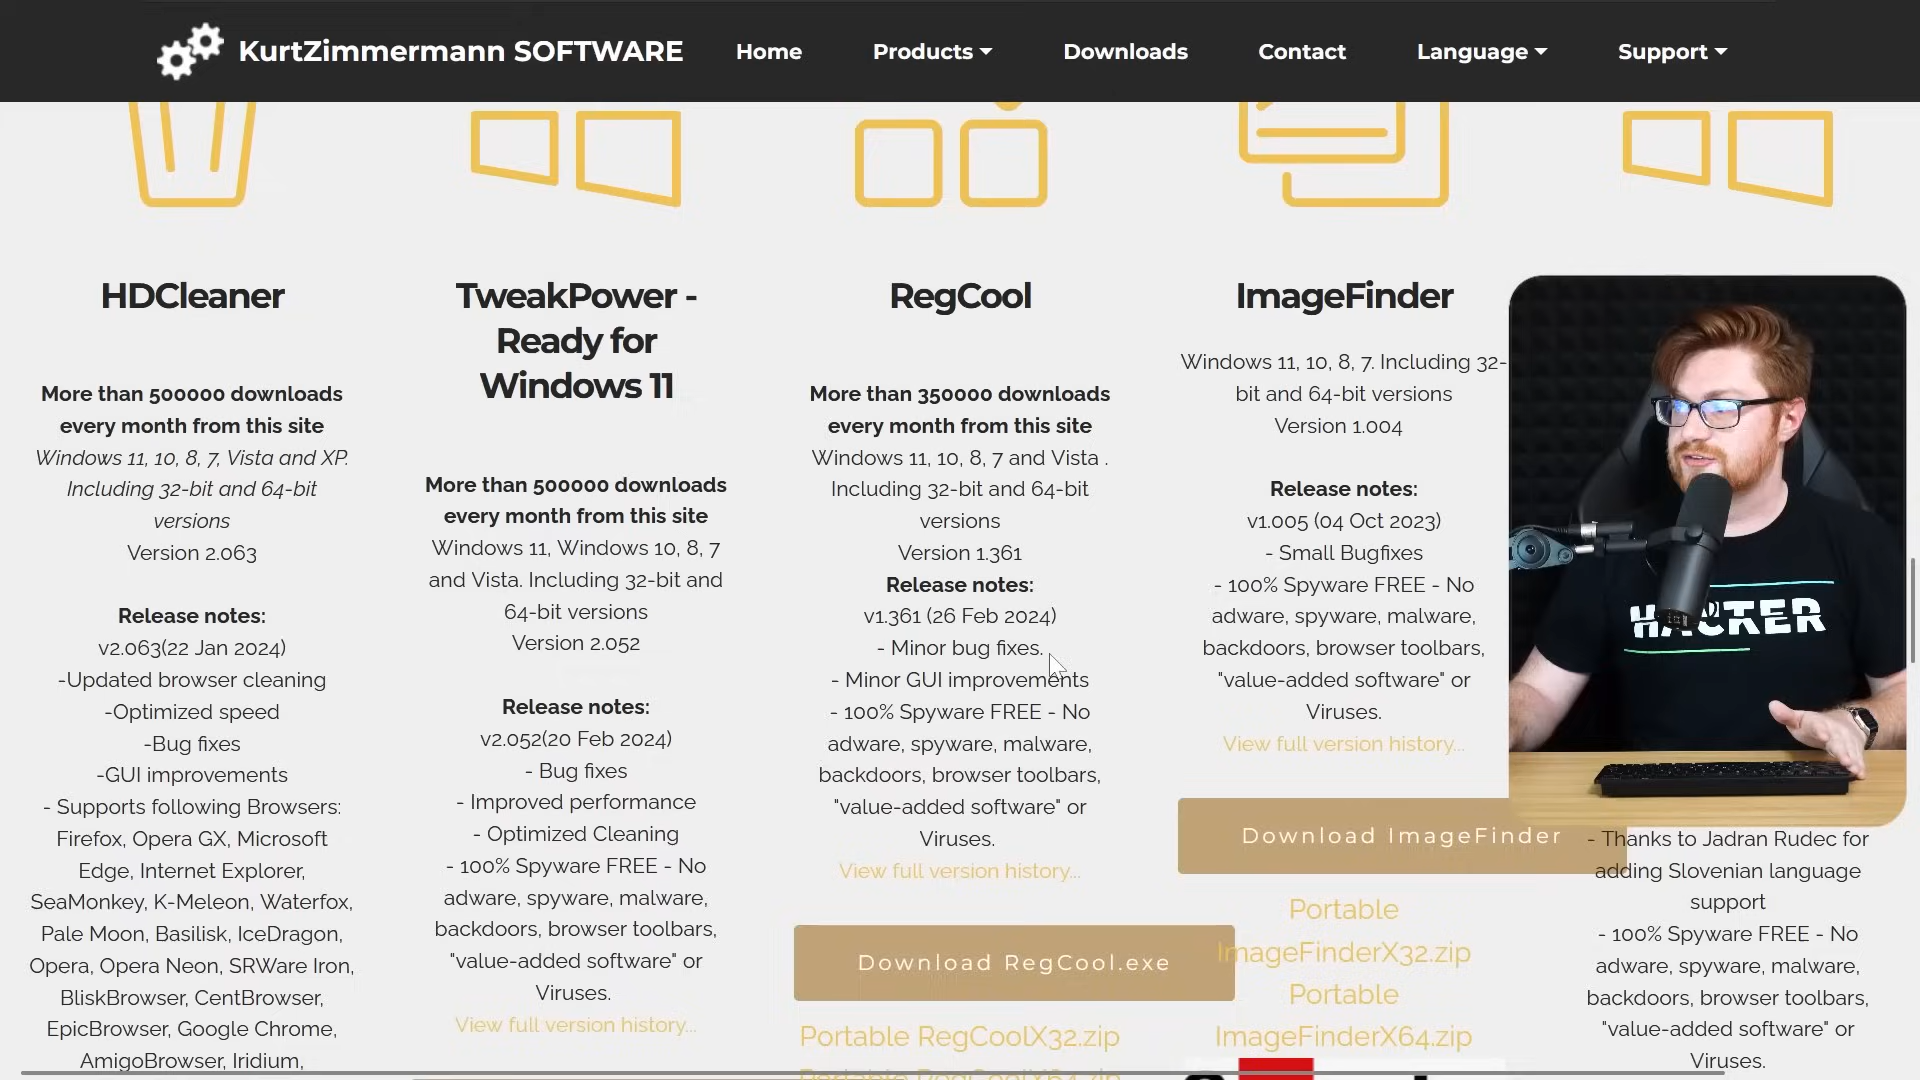 KurtZimmermann SOFTWARE
Home
Products
Downloads
Contact
Language
Support
HDCleaner
More than 500000 downloads
every month from this site
Windows 11, 10, 8, 7, Vista and XP.
Including 32-bit and 64-bit
versions
Version 2.063
Release notes:
v2.063(22 Jan 2024)
-Updated browser cleaning
-Optimized speed
-Bug fixes
-GUI improvements
- Supports following Browsers:
Firefox, Opera GX, Microsoft
Edge, Internet Explorer,
SeaMonkey, K-Meleon, Waterfox,
Pale Moon, Basilisk, IceDragon,
Opera, Opera Neon, SRWare Iron,
BliskBrowser, CentBrowser,
EpicBrowser, Google Chrome,
AmigoBrowser, Iridium,
TweakPower -
Ready for
Windows 11
More than 500000 downloads
every month from this site
Windows 11, Windows 10, 8, 7
and Vista. Including 32-bit and
64-bit versions
Version 2.052
Release notes:
v2.052(20 Feb 2024)
- Bug fixes
- Improved performance
- Optimized Cleaning
- 100% Spyware FREE - No
adware, spyware, malware,
backdoors, browser toolbars,
"value-added software" or
Viruses.
View full version history...
RegCool
More than 350000 downloads
every month from this site
Windows 11, 10, 8, 7 and Vista .
Including 32-bit and 64-bit
versions
Version 1.361
Release notes:
v1.361 (26 Feb 2024)
- Minor bug fixes.
- Minor GUI improvements
- 100% Spyware FREE - No
adware, spyware, malware,
backdoors, browser toolbars,
"value-added software" or
Viruses.
View full version history...
Download RegCool.exe
Portable RegCoolX32.zip
Portable RegCoolX64.zip
ImageFinder
Windows 11, 10, 8, 7. Including 32-
bit and 64-bit versions
Version 1.004
Release notes:
v1.005 (04 Oct 2023)
- Small Bugfixes
- 100% Spyware FREE - No
adware, spyware, malware,
backdoors, browser toolbars,
"value-added software" or
Viruses.
View full version history...
Download ImageFinder
Portable
ImageFinderX32.zip
Portable
ImageFinderX64.zip
HACKER
- Thanks to Jadran Rudec for
adding Slovenian language
support
- 100% Spyware FREE - No
adware, spyware, malware,
backdoors, browser toolbars,
"value-added software" or
Viruses.